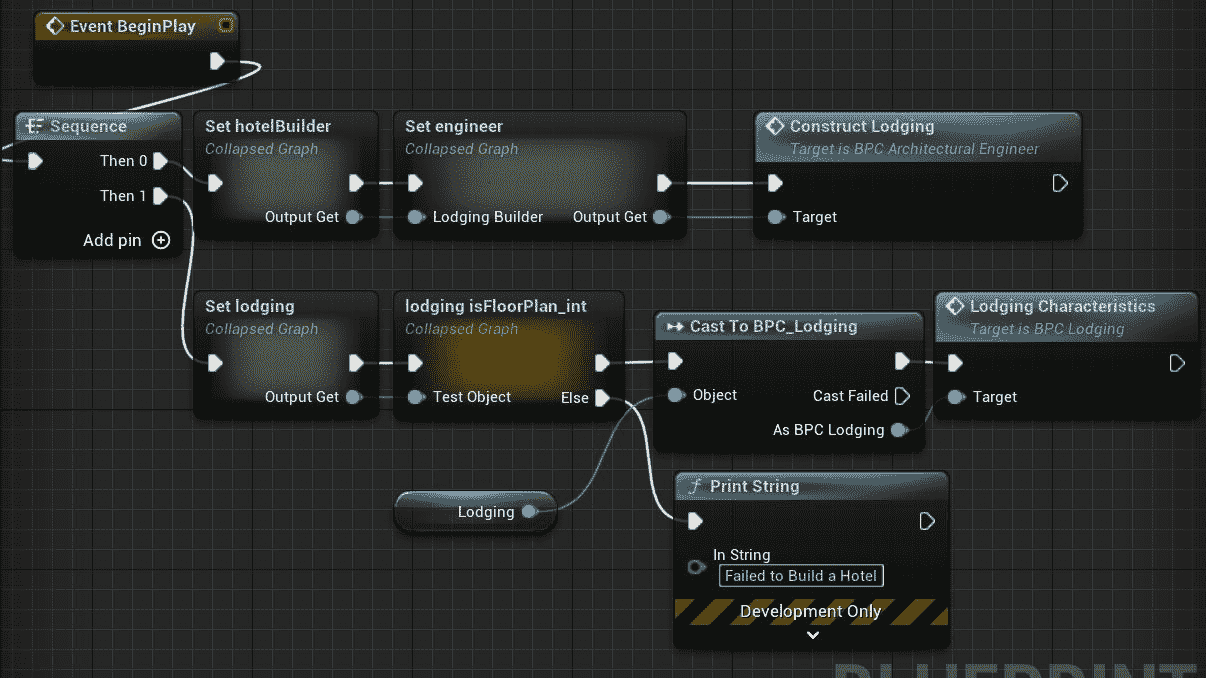 Event BeginPlay
Sequence
Then 0
Then 1
Add pin
Set hotelBuilder
Collapsed Graph
Output Get
Set engineer
Collapsed Graph
Lodging Builder
Output Get
Construct Lodging
Target is BPC Architectural Engineer
Target
Set lodging
Collapsed Graph
Output Get
lodging isFloorPlan_int
Collapsed Graph
Test Object
Else
Cast To BPC_Lodging
Object
Cast Failed
As BPC Lodging
Lodging Characteristics
Target is BPC Lodging
Target
Lodging
Print String
In String
Failed to Build a Hotel
Development Only
BLUEPRINT